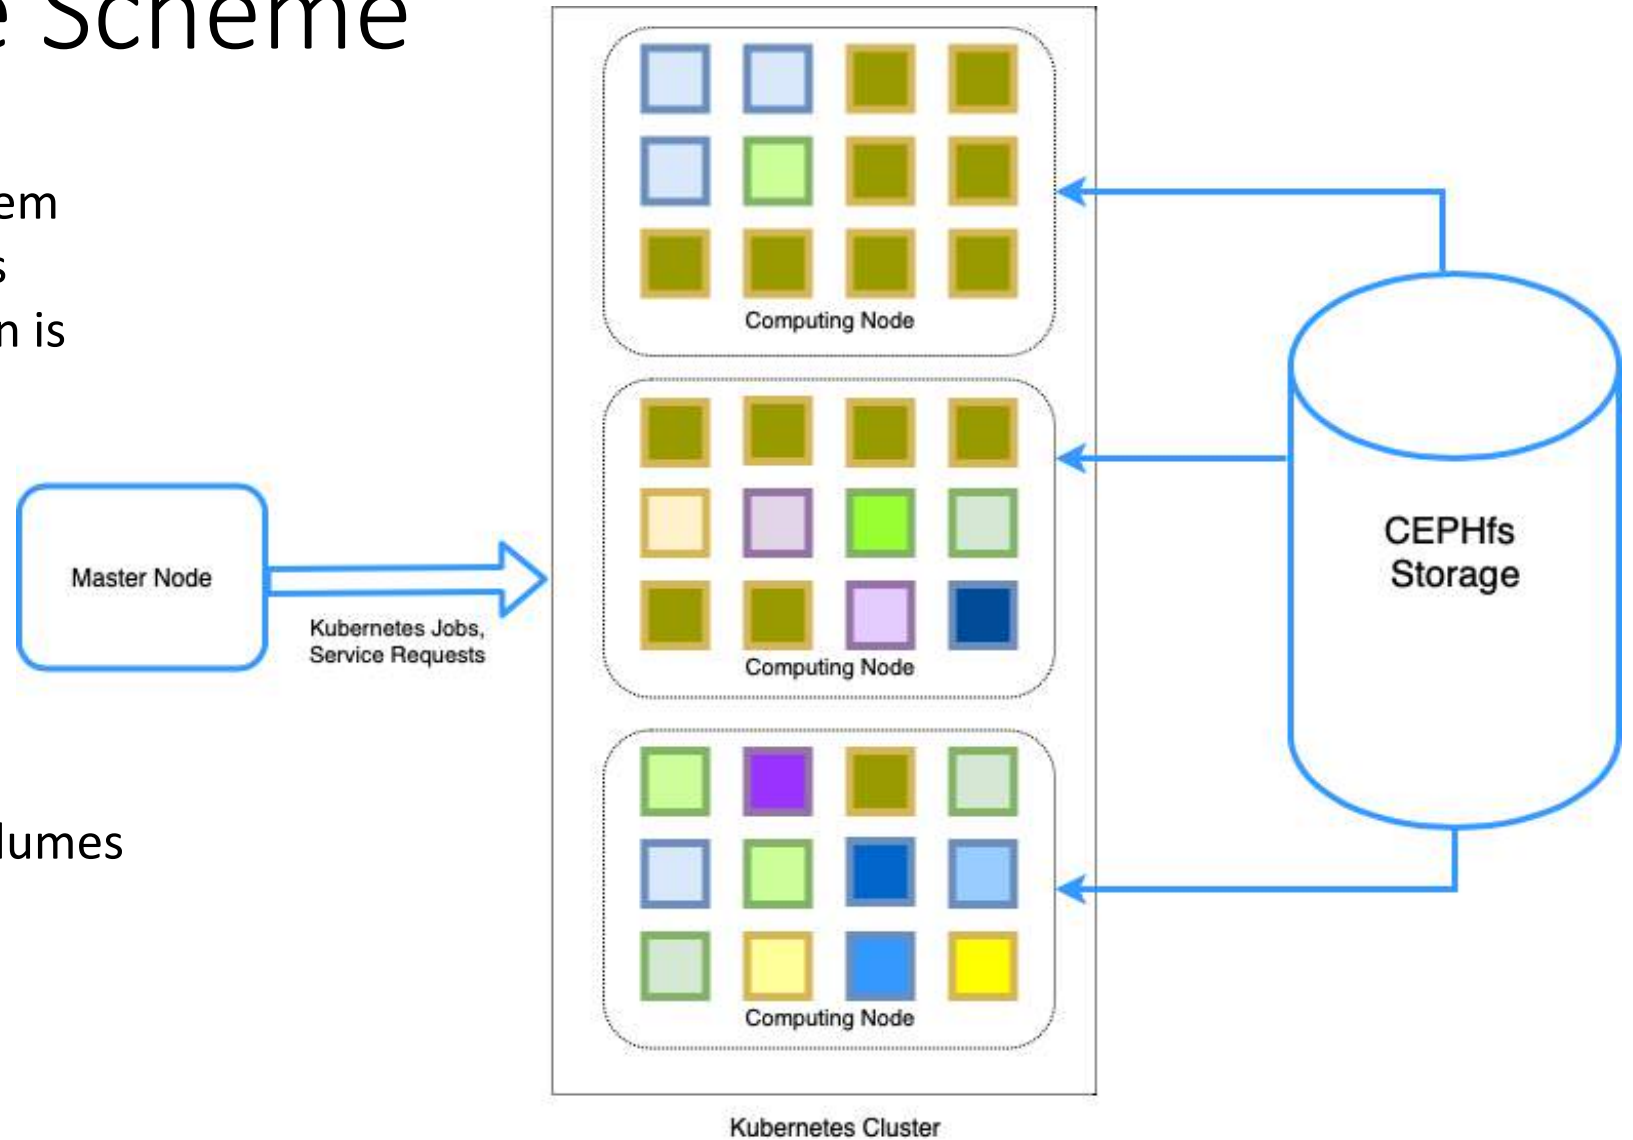 e Scheme
em
s
n is
lumes
Master Node
Kubernetes Jobs,
Service Requests
Computing Node
Computing Node
Computing Node
Kubernetes Cluster
CEPHfs
Storage